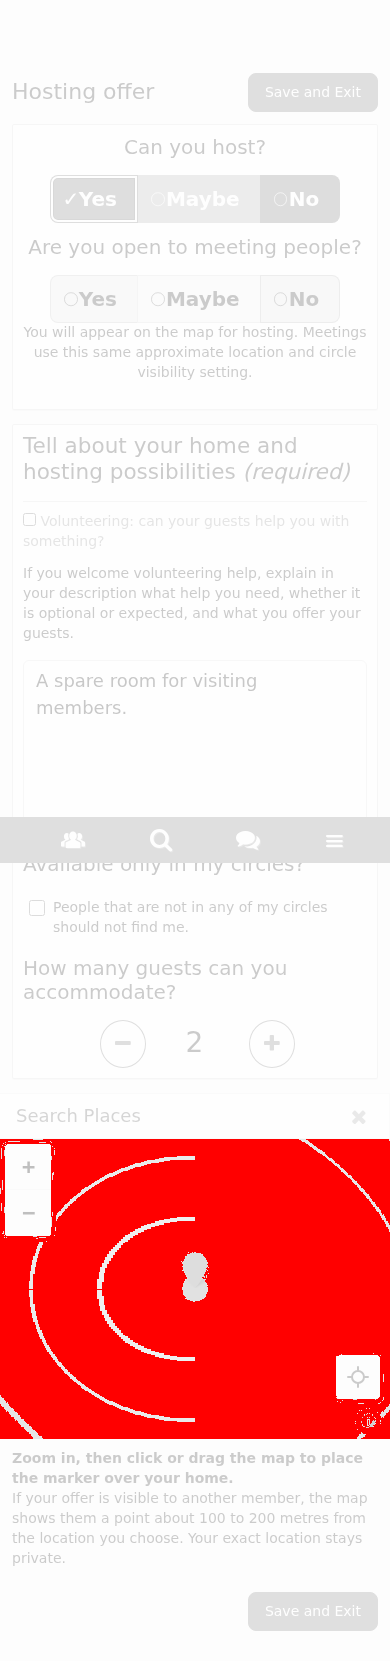 Hosting offer
Save and Exit
Can you host?
✓Yes
Maybe
No
Are you open to meeting people?
Yes
Maybe
No
You will appear on the map for hosting. Meetings
use this same approximate location and circle
visibility setting.
Tell about your home and
hosting possibilities (required)
Volunteering: can your guests help you with
something?
If you welcome volunteering help, explain in
your description what help you need, whether it
is optional or expected, and what you offer your
guests.
A spare room for visiting
members.
Available only in my circles?
People that are not in any of my circles
should not find me.
How many guests can you
accommodate?
2
Search Places
+
−
Zoom in, then click or drag the map to place
the marker over your home.
If your offer is visible to another member, the map
shows them a point about 100 to 200 metres from
the location you choose. Your exact location stays
private.
Save and Exit